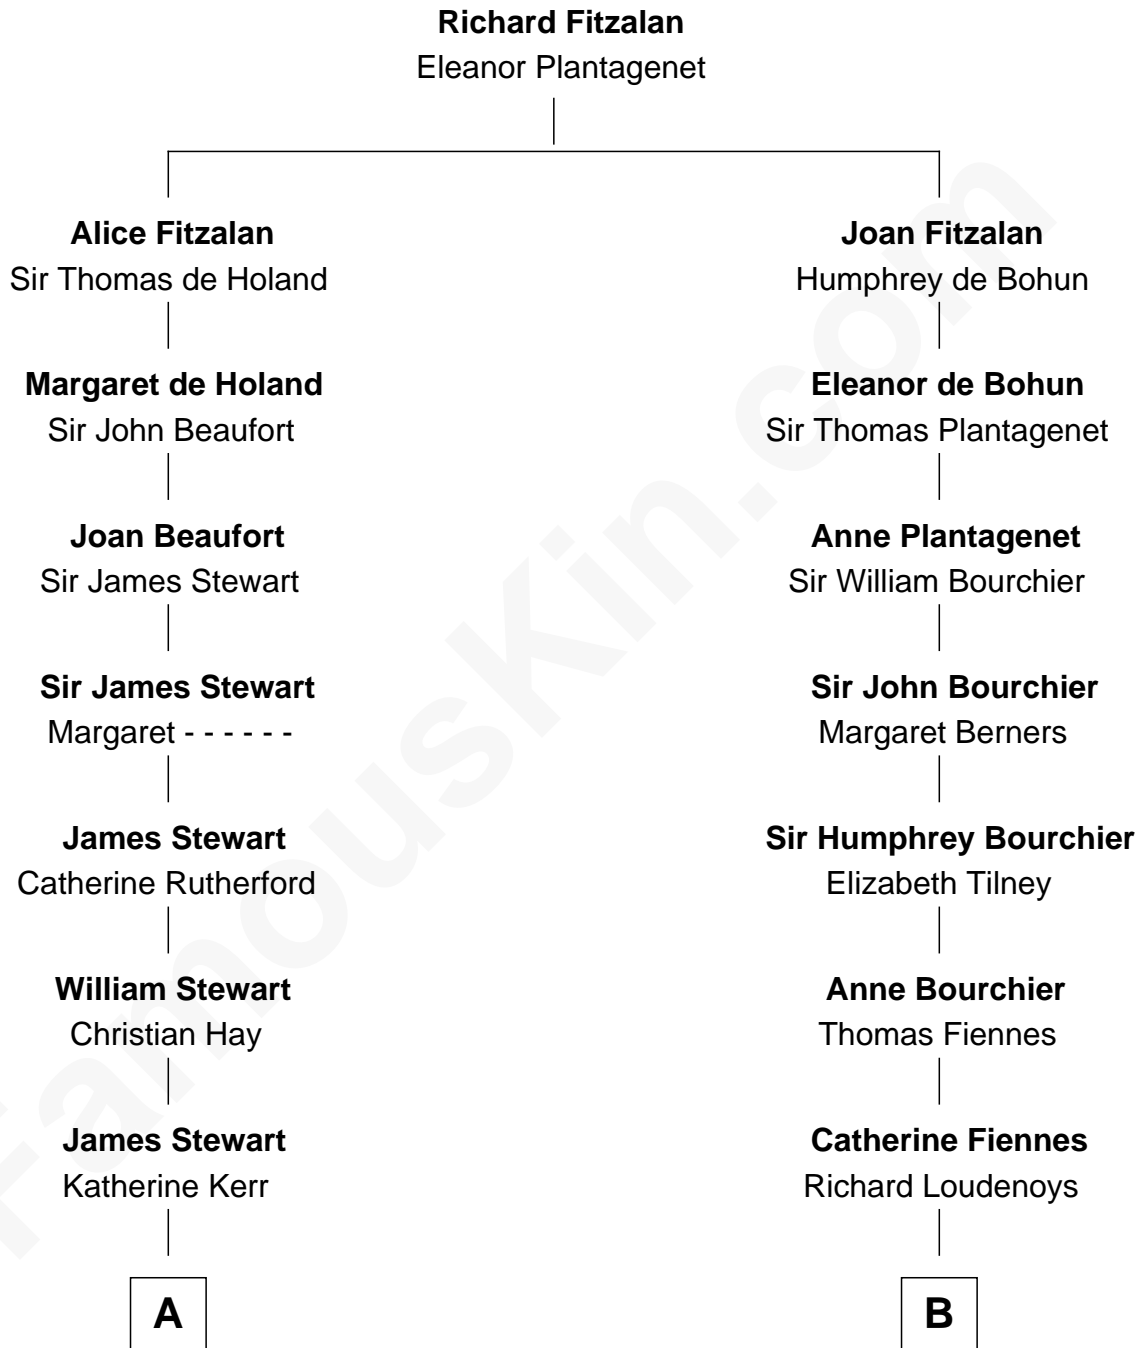 Richard Fitzalan
Eleanor Plantagenet
Alice Fitzalan
Sir Thomas de Holand
Joan Fitzalan
Humphrey de Bohun
Margaret de Holand
Sir John Beaufort
Eleanor de Bohun
Sir Thomas Plantagenet
Joan Beaufort
Sir James Stewart
Anne Plantagenet
Sir William Bourchier
Sir James Stewart
Margaret - - - - - -
Sir John Bourchier
Margaret Berners
James Stewart
Catherine Rutherford
Sir Humphrey Bourchier
Elizabeth Tilney
William Stewart
Christian Hay
Anne Bourchier
Thomas Fiennes
James Stewart
Katherine Kerr
Catherine Fiennes
Richard Loudenoys
A
B
FamousKin.com